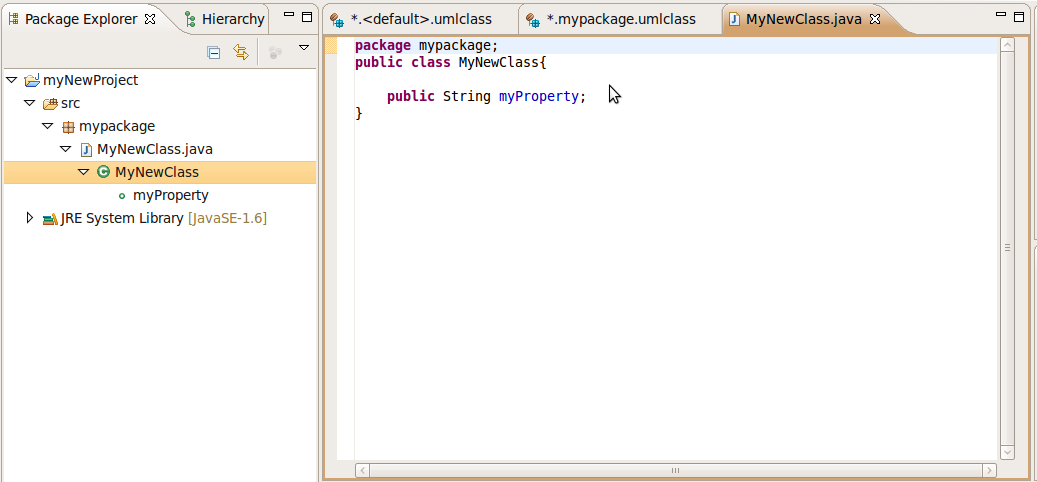 Package Explorer
Hierarchy
myNewProject
src
mypackage
MyNewClass.java
MyNewClass
myProperty
JRE System Library [JavaSE-1.6]
*.<default>.umlclass
*.mypackage.umlclass
MyNewClass.java
package mypackage;
public class MyNewClass{
public String myProperty;
}